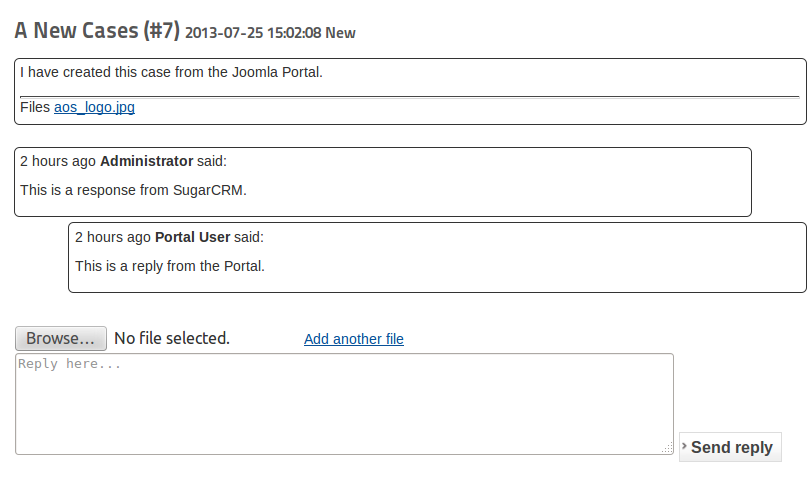 A New Cases (#7) 2013-07-25 15:02:08 New
I have created this case from the Joomla Portal.
Files aos_logo.jpg
2 hours ago Administrator said:
This is a response from SugarCRM.
2 hours ago Portal User said:
This is a reply from the Portal.
Browse... No file selected. Add another file
Reply here...
Send reply